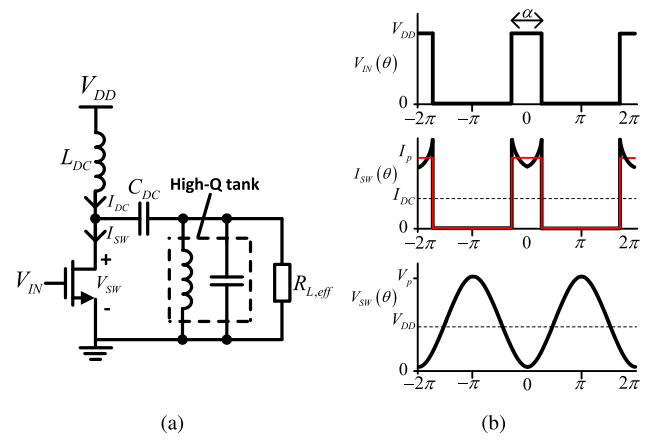 (a)
V_DD
L_DC
I_DC
C_DC
High-Q tank
I_SW
V_IN
+
V_SW
-
R_L,eff
(b)
α
V_DD
V_IN(θ)
0
−2π −π 0 π 2π
I_p
I_SW(θ)
I_DC
0
−2π −π 0 π 2π
V_p
V_SW(θ)
V_DD
0
−2π −π 0 π 2π
(a)
(b)